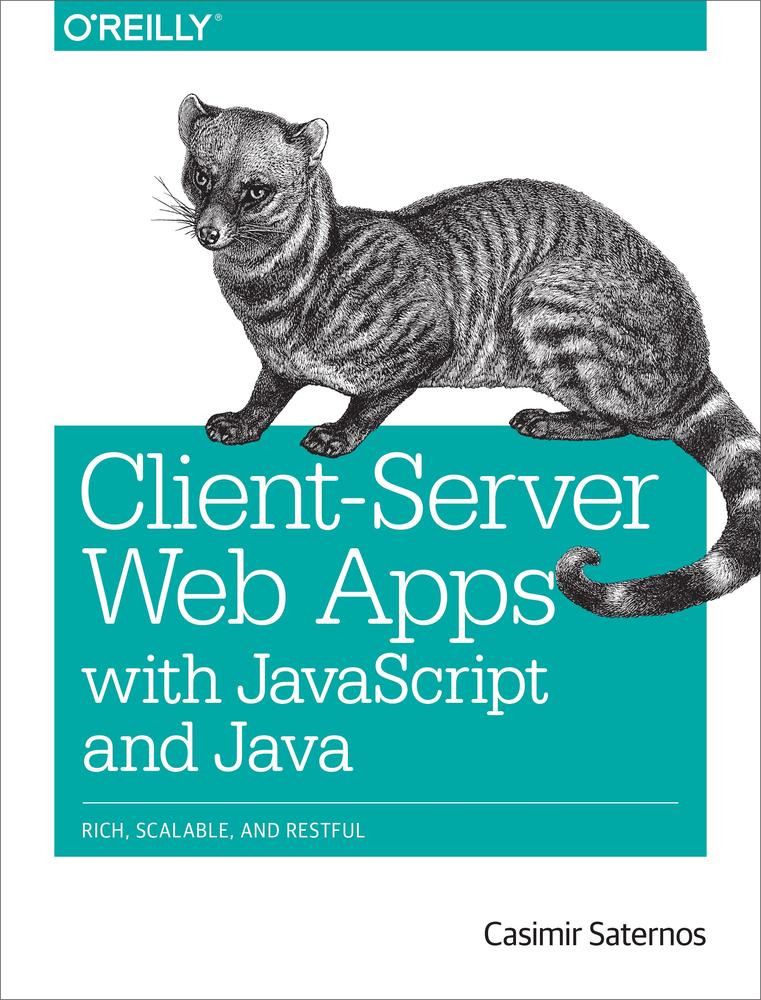 O'REILLY®
Client-Server
Web Apps
with JavaScript
and Java
RICH, SCALABLE, AND RESTFUL
Casimir Saternos